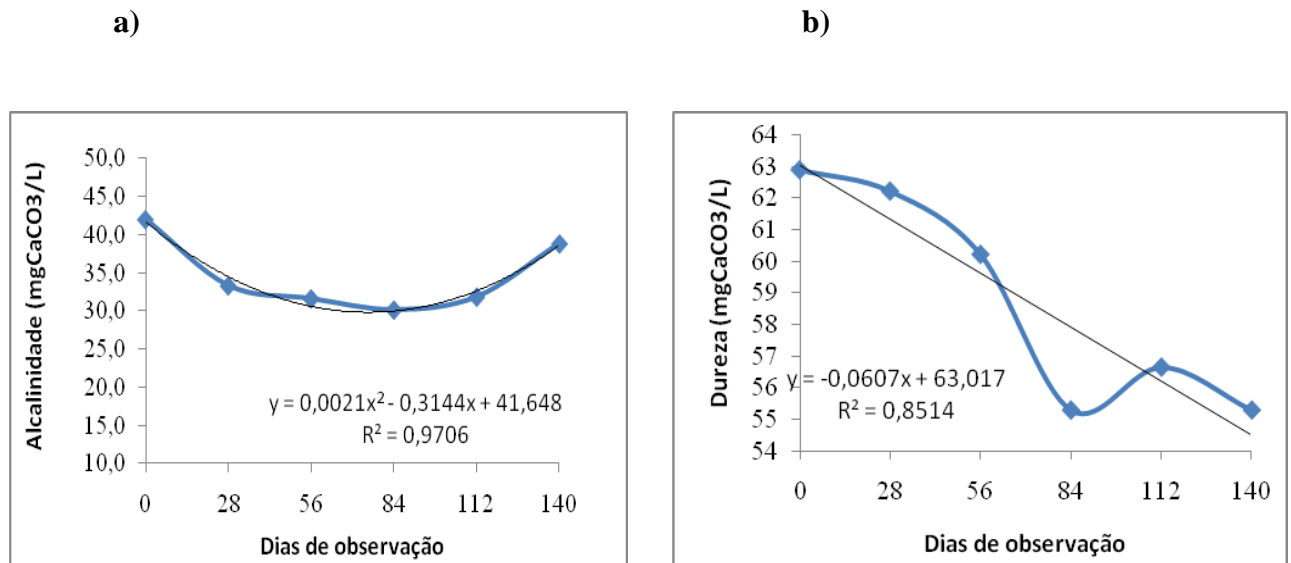 a)
b)
Alcalinidade (mgCaCO3/L)
50,0
45,0
40,0
35,0
30,0
25,0
20,0
15,0
10,0
y = 0,0021x² - 0,3144x + 41,648
R² = 0,9706
0 28 56 84 112 140
Dias de observação
Dureza (mgCaCO3/L)
64
63
62
61
60
59
58
57
56
55
54
y = -0,0607x + 63,017
R² = 0,8514
0 28 56 84 112 140
Dias de observação